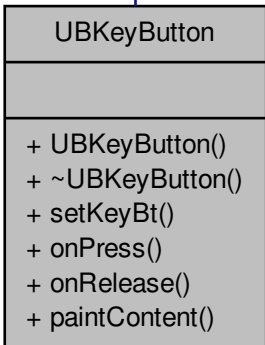 UBKeyButton
+ UBKeyButton()
+ ~UBKeyButton()
+ setKeyBt()
+ onPress()
+ onRelease()
+ paintContent()